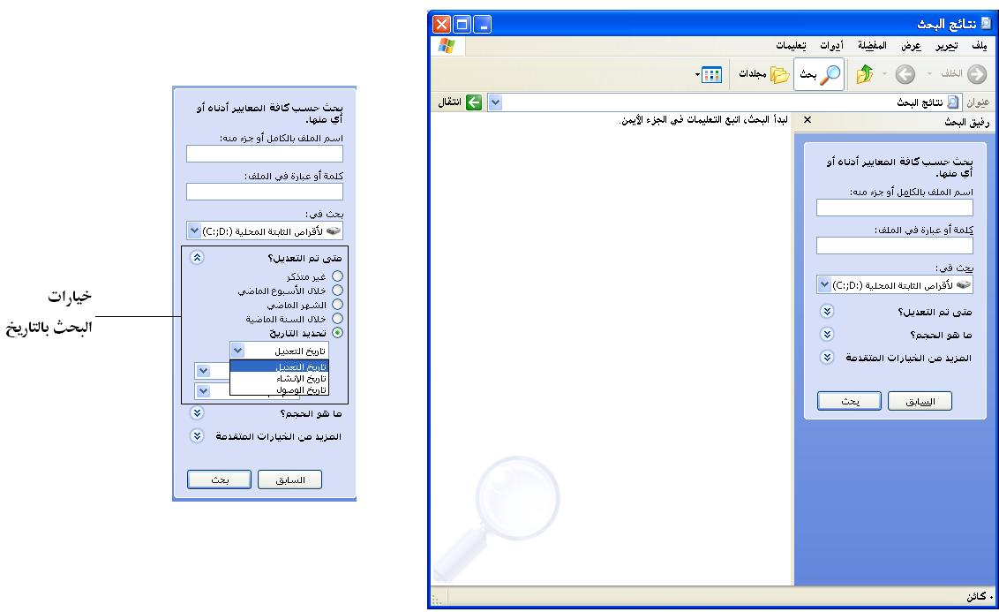 نتائج البحث
ملف تحرير عرض المفضلة أدوات تعليمات
الخلف بحث مجلدات
عنوان نتائج البحث انتقال
رفيق البحث
لبدأ البحث، اتبع التعليمات في الجزء الأيمن.
بحث حسب كافة المعايير أدناه أو
أي منها.
اسم الملف بالكامل أو جزء منه:
كلمة أو عبارة في الملف:
بحث في:
لأقراص الثابتة المحلية (C:;D:)
متى تم التعديل؟
ما هو الحجم؟
المزيد من الخيارات المتقدمة
السابق بحث
٠ كائن
بحث حسب كافة المعايير أدناه أو
أي منها.
اسم الملف بالكامل أو جزء منه:
كلمة أو عبارة في الملف:
بحث في:
لأقراص الثابتة المحلية (C:;D:)
متى تم التعديل؟
غير متذكر
خلال الأسبوع الماضي
الشهر الماضي
خلال السنة الماضية
تحديد التاريخ
تاريخ التعديل
تاريخ التعديل
تاريخ الإنشاء
تاريخ الوصول
ما هو الحجم؟
المزيد من الخيارات المتقدمة
السابق بحث
خيارات
البحث بالتاريخ